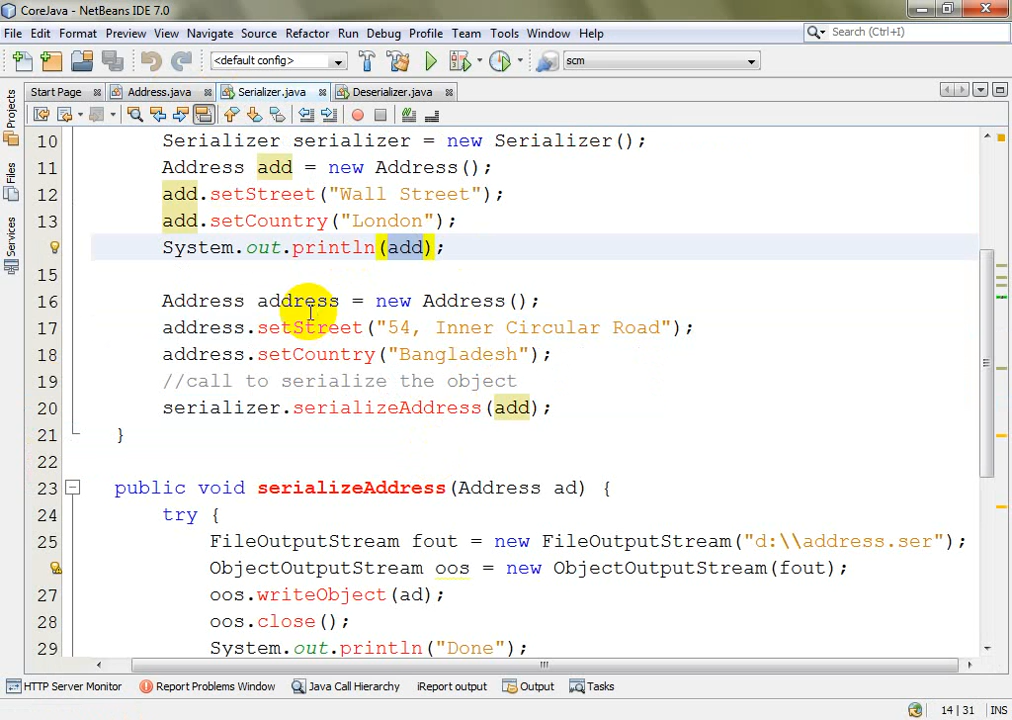 CoreJava - NetBeans IDE 7.0
File Edit Format Preview View Navigate Source Refactor Run Debug Profile Team Tools Window Help Search (Ctrl+I)
<default config> scm
Start Page Address.java Serializer.java Deserializer.java
Projects
Files
Services
10 Serializer serializer = new Serializer();
11 Address add = new Address();
12 add.setStreet("Wall Street");
13 add.setCountry("London");
System.out.println(add);
15
16 Address address = new Address();
17 address.setStreet("54, Inner Circular Road");
18 address.setCountry("Bangladesh");
19 //call to serialize the object
20 serializer.serializeAddress(add);
21 }
22
23 public void serializeAddress(Address ad) {
24 try {
25 FileOutputStream fout = new FileOutputStream("d:\\address.ser");
ObjectOutputStream oos = new ObjectOutputStream(fout);
27 oos.writeObject(ad);
28 oos.close();
29 System.out.println("Done");
HTTP Server Monitor Report Problems Window Java Call Hierarchy iReport output Output Tasks
14 | 31 INS